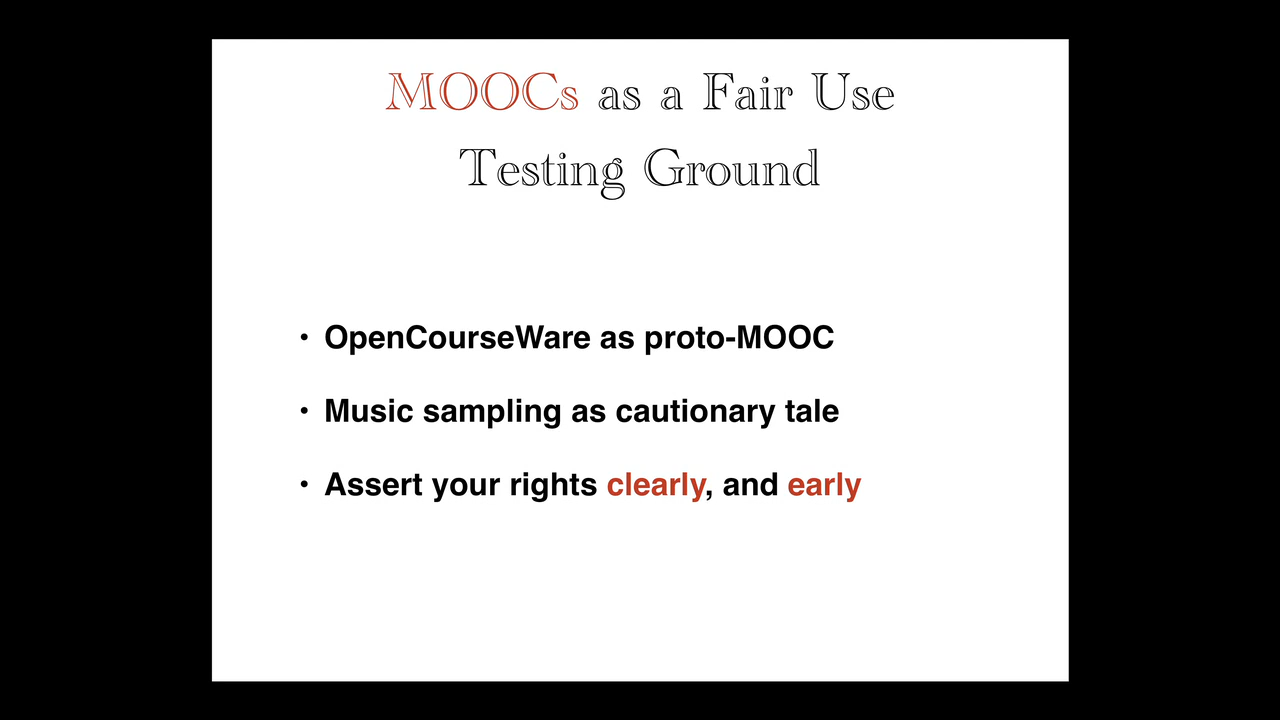 MOOCs as a Fair Use
Testing Ground
• OpenCourseWare as proto-MOOC
• Music sampling as cautionary tale
• Assert your rights clearly, and early